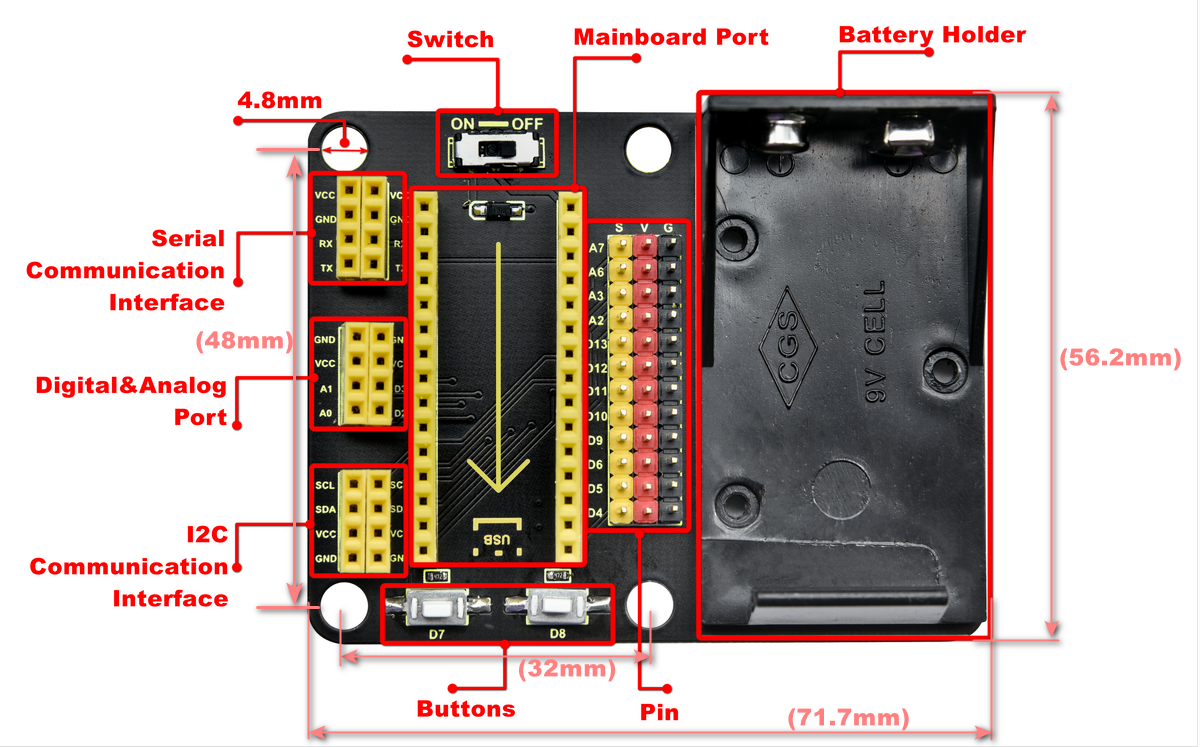 Switch
Mainboard Port
Battery Holder
4.8mm
ON OFF
VCC VC
GND GN
RX RX
TX TX
Serial
Communication
Interface
(48mm)
GND GN
VCC VC
A1 D3
A0 D2
Digital&Analog
Port
SCL SC
SDA SD
VCC VC
GND GN
I2C
Communication
Interface
USB
S V G
A7
A6
A3
A2
D13
D12
D11
D10
D9
D6
D5
D4
CGS
9V CELL
(56.2mm)
D7 D8
(32mm)
Buttons
Pin
(71.7mm)